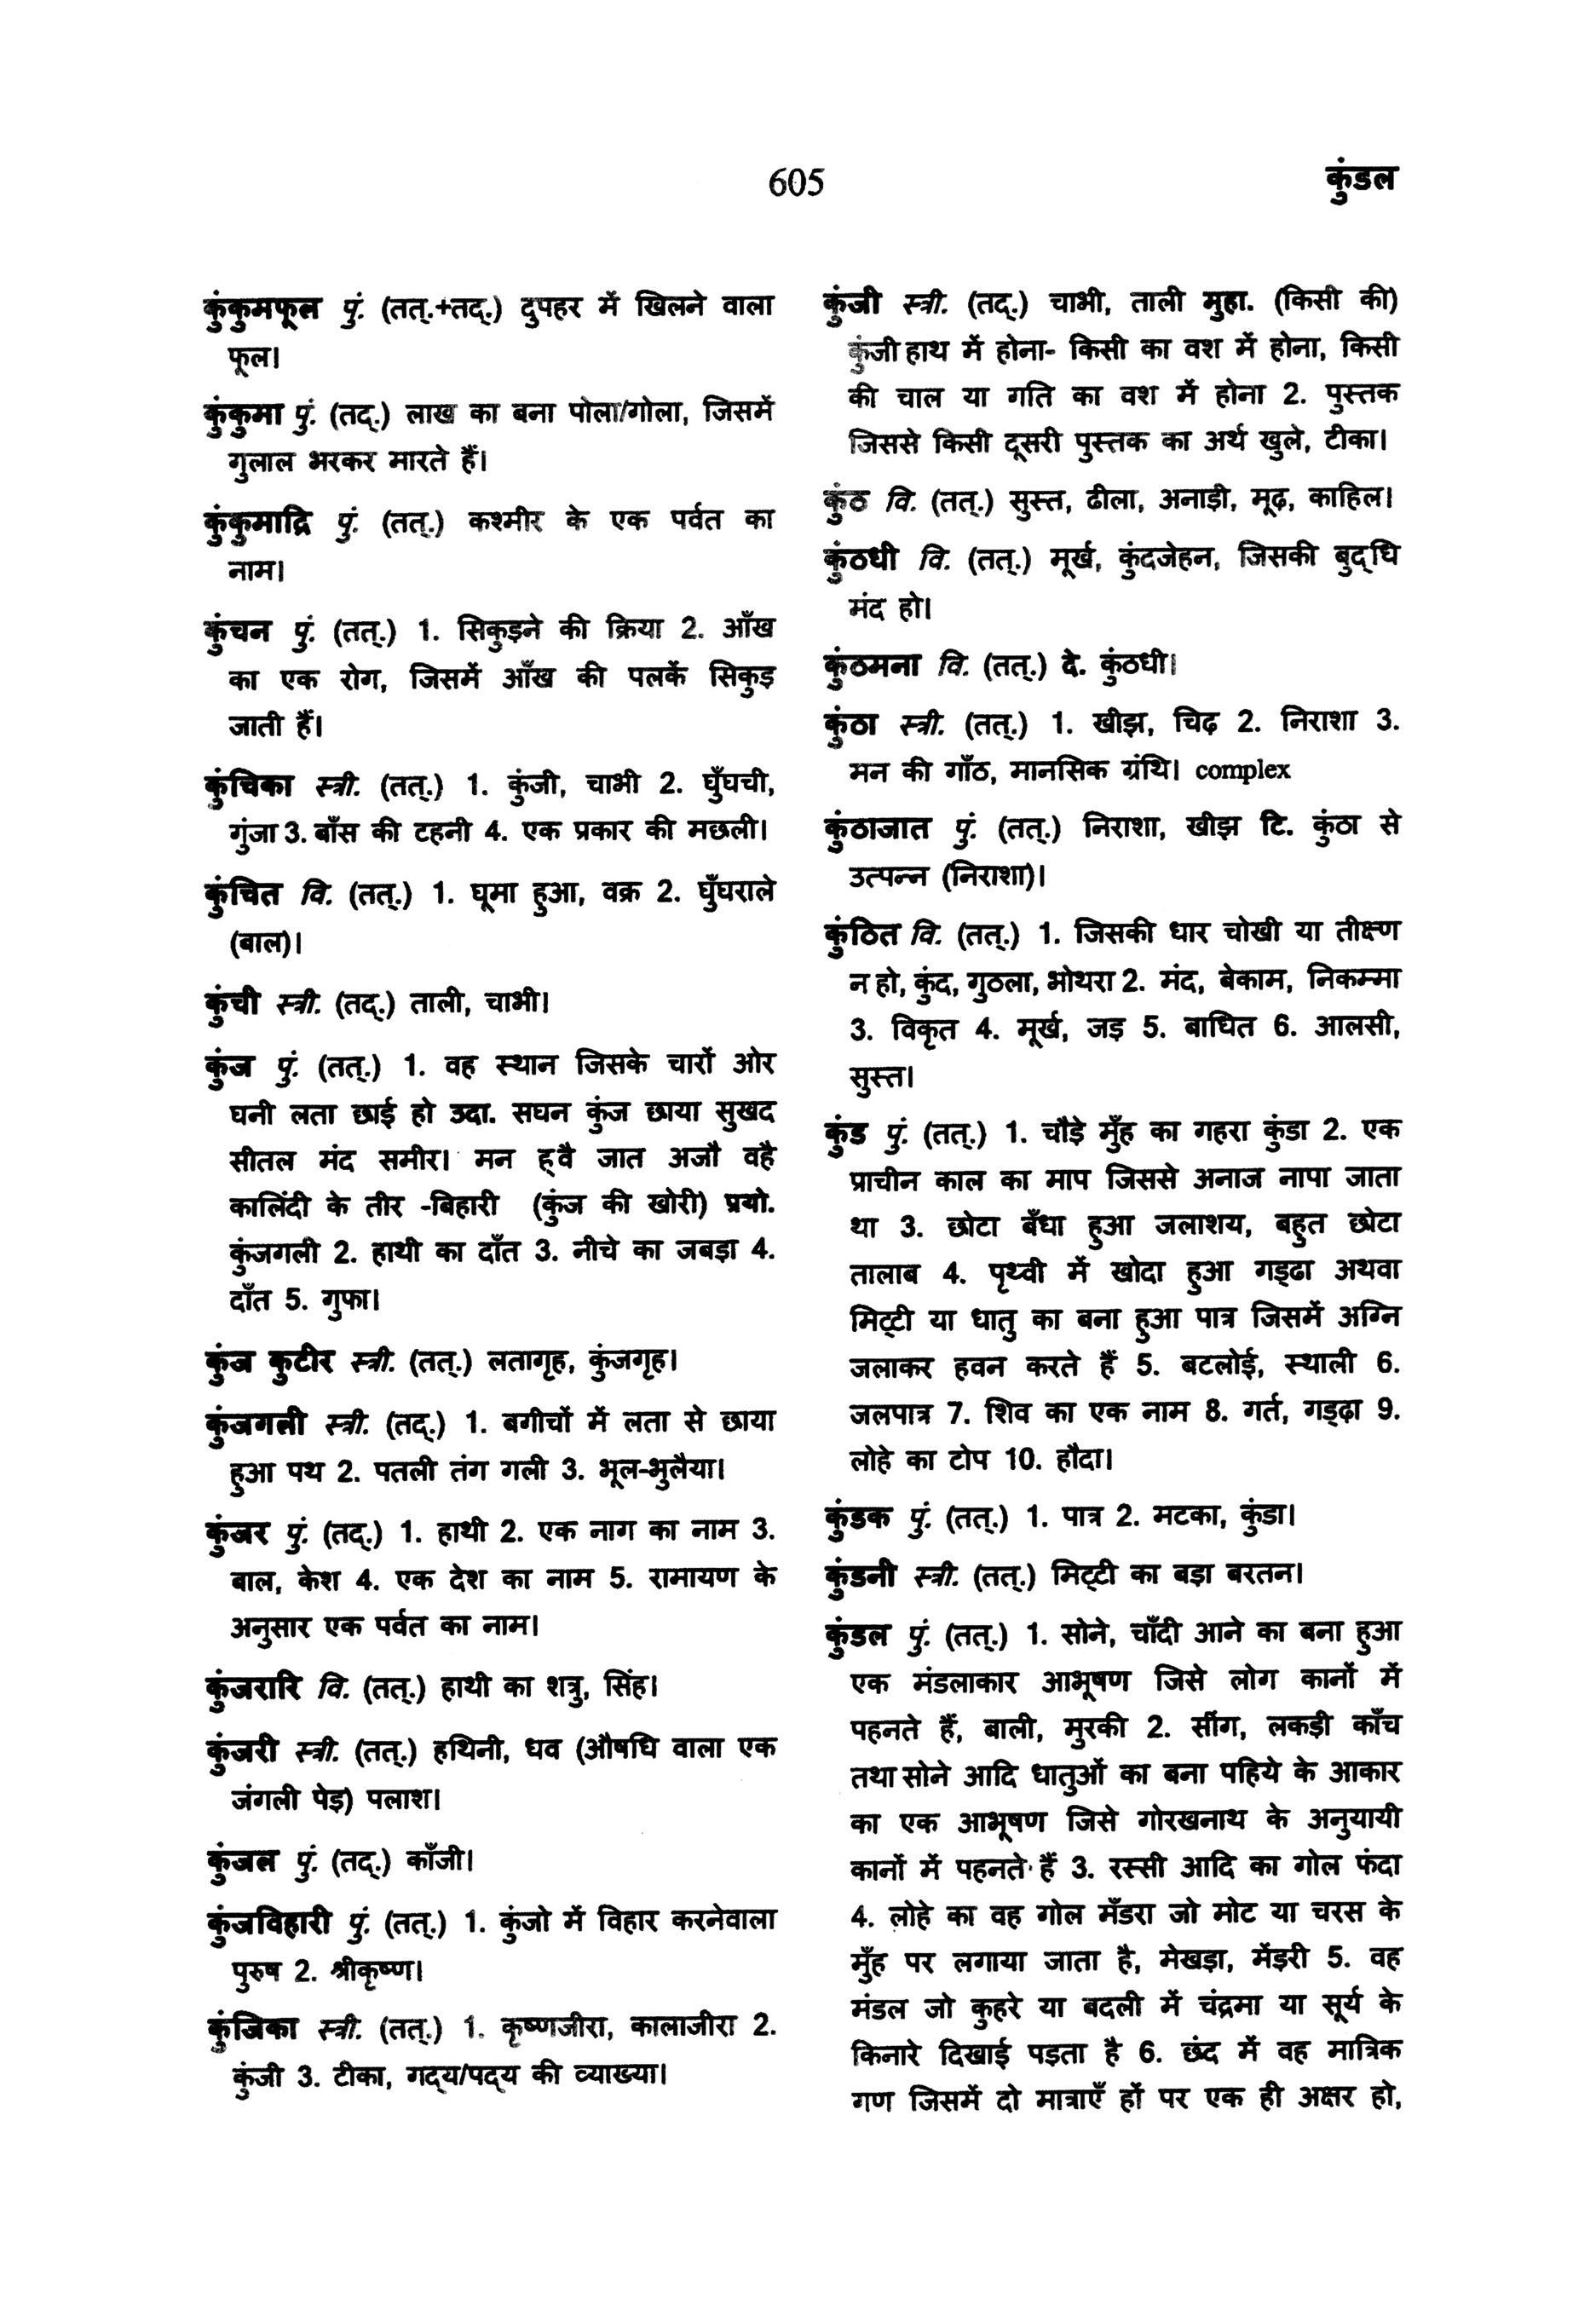 605
कुंडल
कुंकुमफूल पुं. (तत्.+तद्.) दुपहर में खिलने वाला
फूल।
कुंकुमा पुं. (तद्.) लाख का बना पोला/गोला, जिसमें
गुलाल भरकर मारते हैं।
कुंकुमाद्रि पुं. (तत्.) कश्मीर के एक पर्वत का
नाम।
कुंचन पुं. (तत्.) 1. सिकुड़ने की क्रिया 2. आँख
का एक रोग, जिसमें आँख की पलकें सिकुड़
जाती हैं।
कुंचिका स्त्री. (तत्.) 1. कुंजी, चाभी 2. घुँघची,
गुंजा 3. बाँस की टहनी 4. एक प्रकार की मछली।
कुंचित वि. (तत्.) 1. घूमा हुआ, वक्र 2. घुँघराले
(बाल)।
कुंची स्त्री. (तद्.) ताली, चाभी।
कुंज पुं. (तत्.) 1. वह स्थान जिसके चारों ओर
घनी लता छाई हो उदा. सघन कुंज छाया सुखद
सीतल मंद समीर। मन ह्वै जात अजौ वहै
कालिंदी के तीर -बिहारी (कुंज की खोरी) प्रयो.
कुंजगली 2. हाथी का दाँत 3. नीचे का जबड़ा 4.
दाँत 5. गुफा।
कुंज कुटीर स्त्री. (तत्.) लतागृह, कुंजगृह।
कुंजगली स्त्री. (तद्.) 1. बगीचों में लता से छाया
हुआ पथ 2. पतली तंग गली 3. भूल-भुलैया।
कुंजर पुं. (तद्.) 1. हाथी 2. एक नाग का नाम 3.
बाल, केश 4. एक देश का नाम 5. रामायण के
अनुसार एक पर्वत का नाम।
कुंजरारि वि. (तत्.) हाथी का शत्रु, सिंह।
कुंजरी स्त्री. (तत्.) हथिनी, धव (औषधि वाला एक
जंगली पेड़) पलाश।
कुंजल पुं. (तद्.) काँजी।
कुंजविहारी पुं. (तत्.) 1. कुंजो में विहार करनेवाला
पुरुष 2. श्रीकृष्ण।
कुंजिका स्त्री. (तत्.) 1. कृष्णजीरा, कालाजीरा 2.
कुंजी 3. टीका, गद्य/पद्य की व्याख्या।
कुंजी स्त्री. (तद्.) चाभी, ताली मुहा. (किसी की)
कुंजी हाथ में होना- किसी का वश में होना, किसी
की चाल या गति का वश में होना 2. पुस्तक
जिससे किसी दूसरी पुस्तक का अर्थ खुले, टीका।
कुंठ वि. (तत्.) सुस्त, ढीला, अनाड़ी, मूढ़, काहिल।
कुंठधी वि. (तत्.) मूर्ख, कुंदजेहन, जिसकी बुद्धि
मंद हो।
कुंठमना वि. (तत्.) दे. कुंठधी।
कुंठा स्त्री. (तत्.) 1. खीझ, चिढ़ 2. निराशा 3.
मन की गाँठ, मानसिक ग्रंथि। complex
कुंठाजात पुं. (तत्.) निराशा, खीझ टि. कुंठा से
उत्पन्न (निराशा)।
कुंठित वि. (तत्.) 1. जिसकी धार चोखी या तीक्ष्ण
न हो, कुंद, गुठला, भोथरा 2. मंद, बेकाम, निकम्मा
3. विकृत 4. मूर्ख, जड़ 5. बाधित 6. आलसी,
सुस्त।
कुंड पुं. (तत्.) 1. चौड़े मुँह का गहरा कुंडा 2. एक
प्राचीन काल का माप जिससे अनाज नापा जाता
था 3. छोटा बँधा हुआ जलाशय, बहुत छोटा
तालाब 4. पृथ्वी में खोदा हुआ गड्ढा अथवा
मिट्टी या धातु का बना हुआ पात्र जिसमें अग्नि
जलाकर हवन करते हैं 5. बटलोई, स्थाली 6.
जलपात्र 7. शिव का एक नाम 8. गर्त, गड्ढ़ा 9.
लोहे का टोप 10. हौदा।
कुंडक पुं. (तत्.) 1. पात्र 2. मटका, कुंडा।
कुंडनी स्त्री. (तत्.) मिट्टी का बड़ा बरतन।
कुंडल पुं. (तत्.) 1. सोने, चाँदी आने का बना हुआ
एक मंडलाकार आभूषण जिसे लोग कानों में
पहनते हैं, बाली, मुरकी 2. सींग, लकड़ी काँच
तथा सोने आदि धातुओं का बना पहिये के आकार
का एक आभूषण जिसे गोरखनाथ के अनुयायी
कानों में पहनते हैं 3. रस्सी आदि का गोल फंदा
4. लोहे का वह गोल मँडरा जो मोट या चरस के
मुँह पर लगाया जाता है, मेखड़ा, मेंड़री 5. वह
मंडल जो कुहरे या बदली में चंद्रमा या सूर्य के
किनारे दिखाई पड़ता है 6. छंद में वह मात्रिक
गण जिसमें दो मात्राएँ हों पर एक ही अक्षर हो,